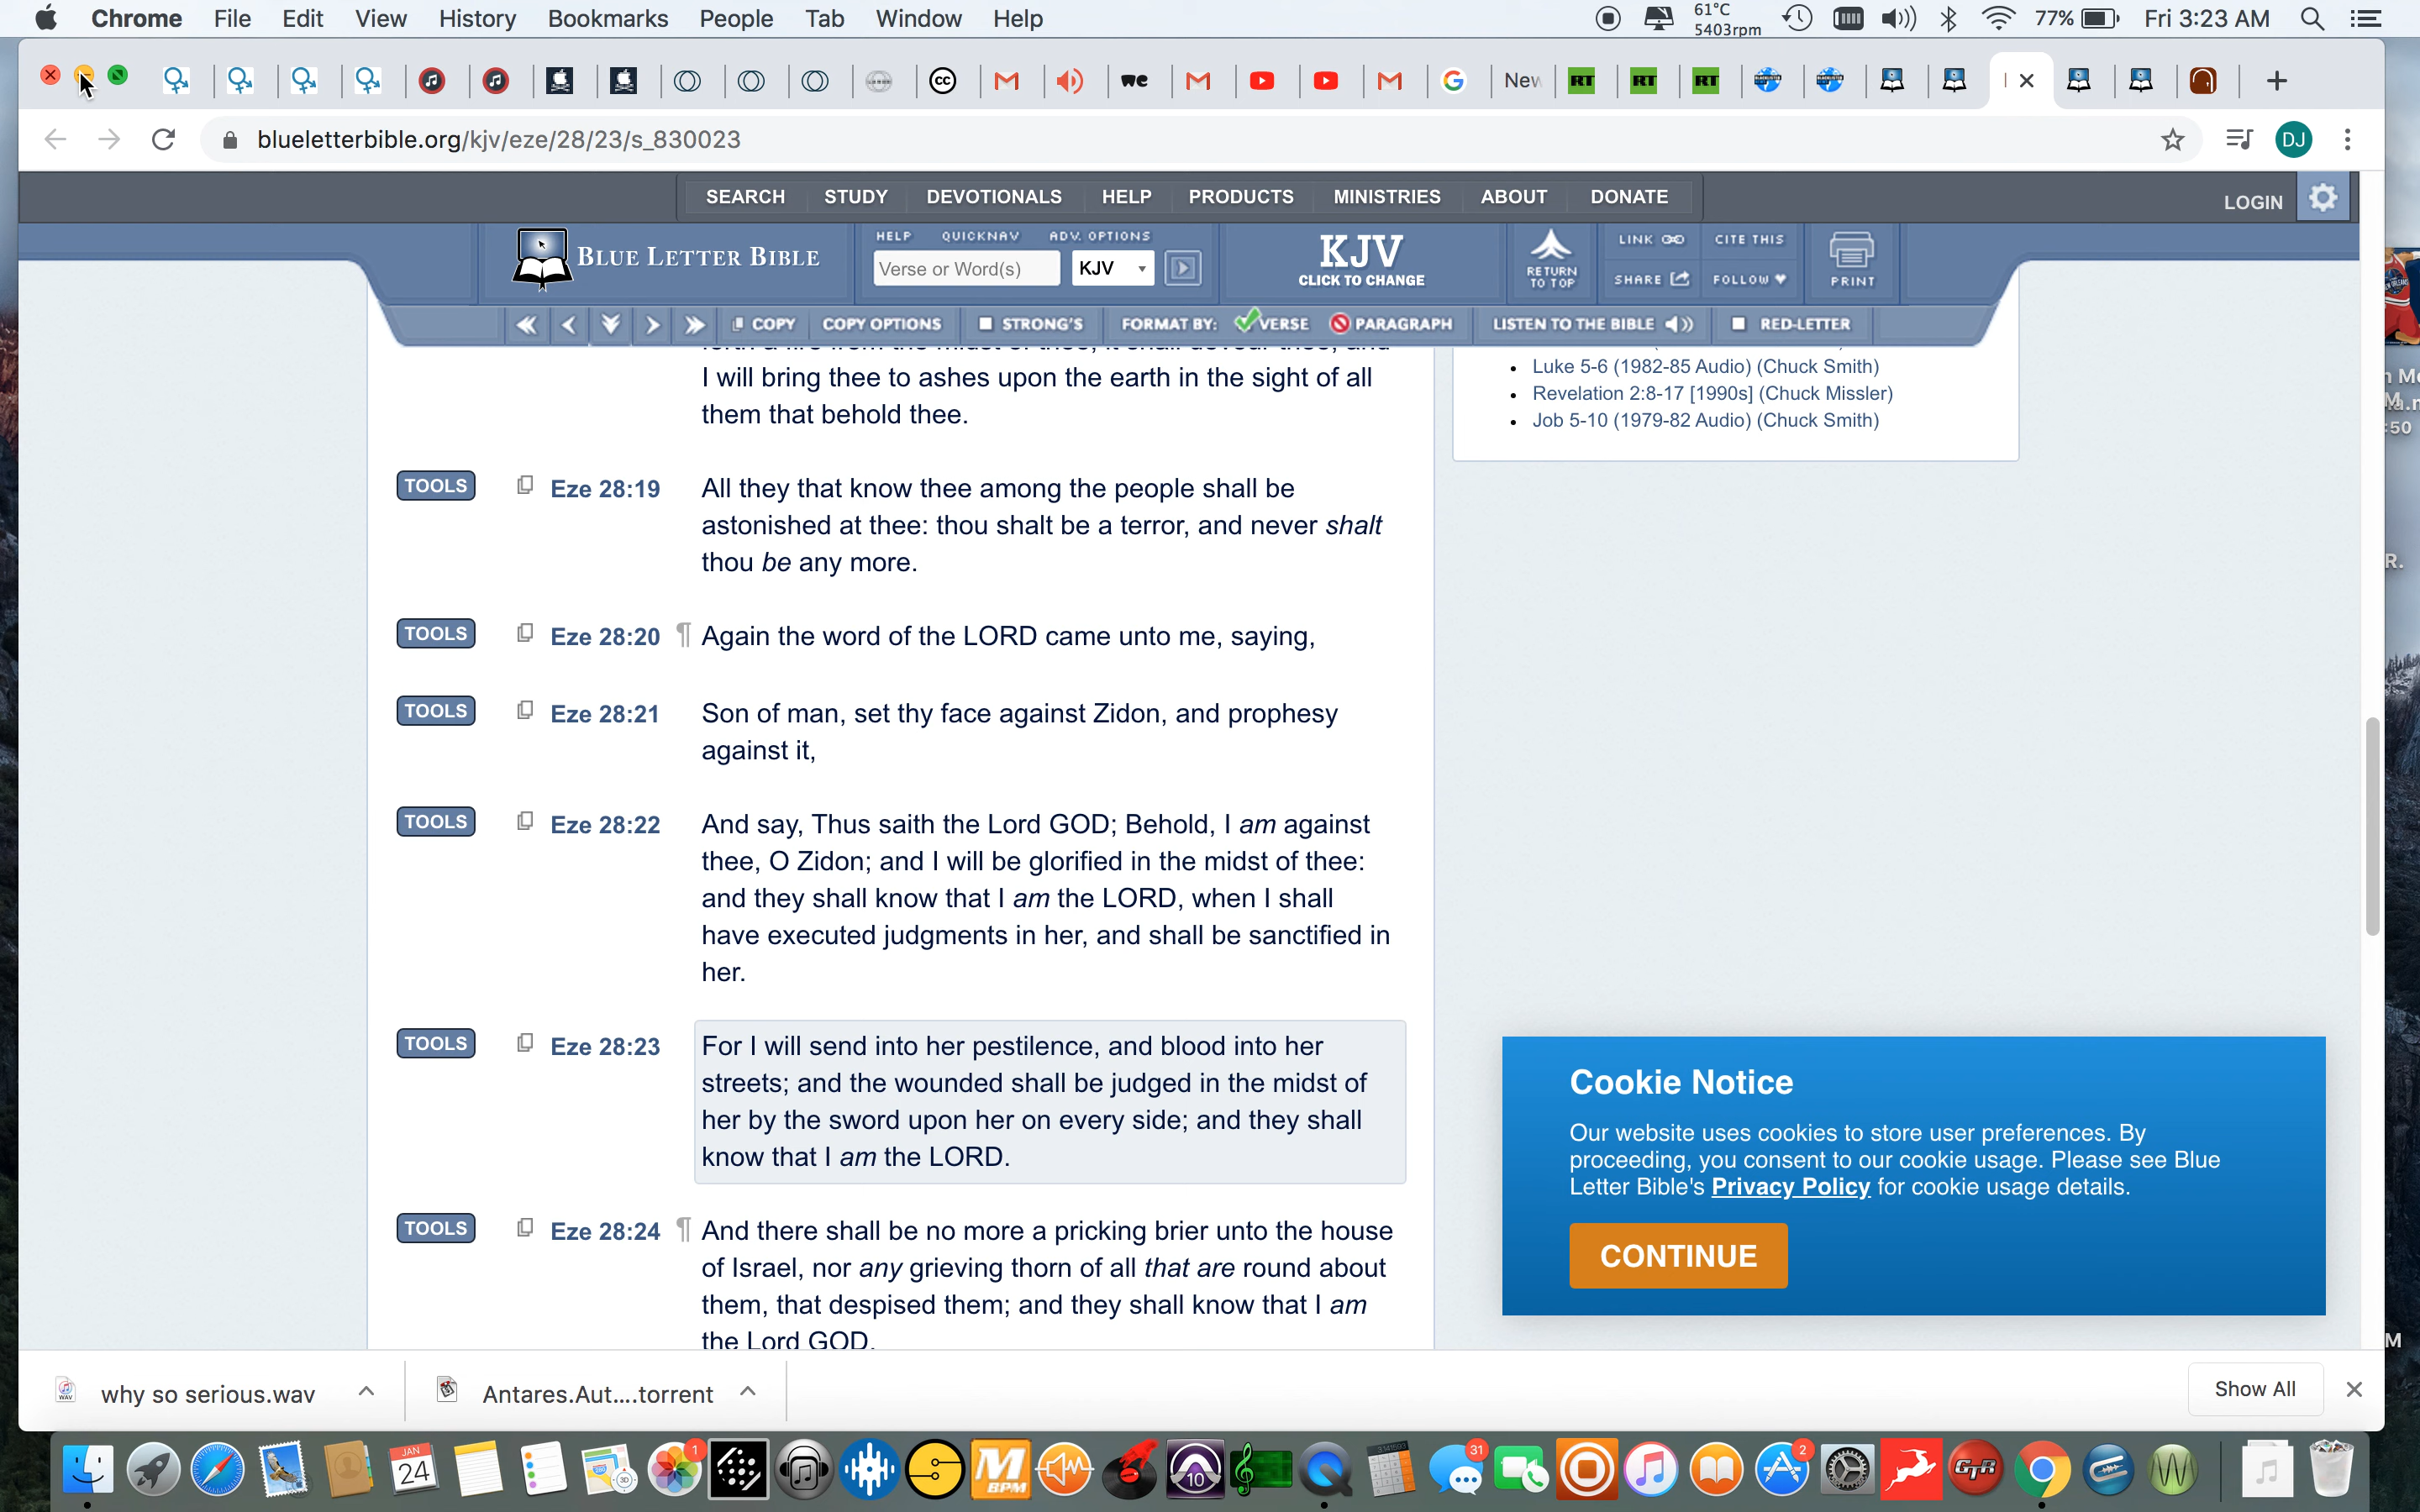 Chrome File Edit View History Bookmarks People Tab Window Help
61°C
5403rpm
77% Fri 3:23 AM
New
blueletterbible.org/kjv/eze/28/23/s_830023
DJ
SEARCH STUDY DEVOTIONALS HELP PRODUCTS MINISTRIES ABOUT DONATE
LOGIN
BLUE LETTER BIBLE
HELP QUICKNAV ADV. OPTIONS
Verse or Word(s) KJV
KJV
CLICK TO CHANGE
RETURN
TO TOP
LINK CITE THIS
SHARE FOLLOW
PRINT
COPY COPY OPTIONS STRONG'S FORMAT BY: VERSE PARAGRAPH LISTEN TO THE BIBLE RED-LETTER
I will bring thee to ashes upon the earth in the sight of all
them that behold thee.
Luke 5-6 (1982-85 Audio) (Chuck Smith)
Revelation 2:8-17 [1990s] (Chuck Missler)
Job 5-10 (1979-82 Audio) (Chuck Smith)
TOOLS Eze 28:19 All they that know thee among the people shall be
astonished at thee: thou shalt be a terror, and never shalt
thou be any more.
TOOLS Eze 28:20 ¶ Again the word of the LORD came unto me, saying,
TOOLS Eze 28:21 Son of man, set thy face against Zidon, and prophesy
against it,
TOOLS Eze 28:22 And say, Thus saith the Lord GOD; Behold, I am against
thee, O Zidon; and I will be glorified in the midst of thee:
and they shall know that I am the LORD, when I shall
have executed judgments in her, and shall be sanctified in
her.
TOOLS Eze 28:23 For I will send into her pestilence, and blood into her
streets; and the wounded shall be judged in the midst of
her by the sword upon her on every side; and they shall
know that I am the LORD.
TOOLS Eze 28:24 ¶ And there shall be no more a pricking brier unto the house
of Israel, nor any grieving thorn of all that are round about
them, that despised them; and they shall know that I am
the Lord GOD.
Cookie Notice
Our website uses cookies to store user preferences. By
proceeding, you consent to our cookie usage. Please see Blue
Letter Bible's Privacy Policy for cookie usage details.
CONTINUE
why so serious.wav Antares.Aut....torrent Show All
JAN
24
1
M
BPM
10
31
2
GTR